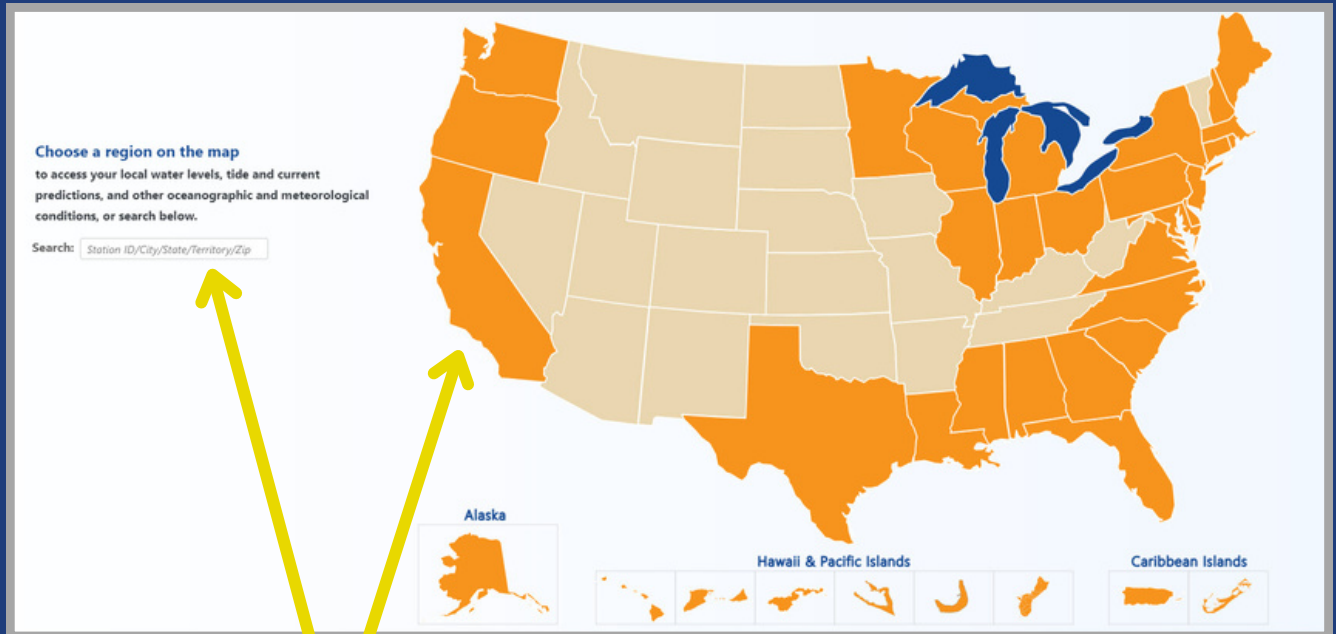 Choose a region on the map
to access your local water levels, tide and current
predictions, and other oceanographic and meteorological
conditions, or search below.
Search: Station ID/City/State/Territory/Zip
Alaska
Hawaii & Pacific Islands
Caribbean Islands